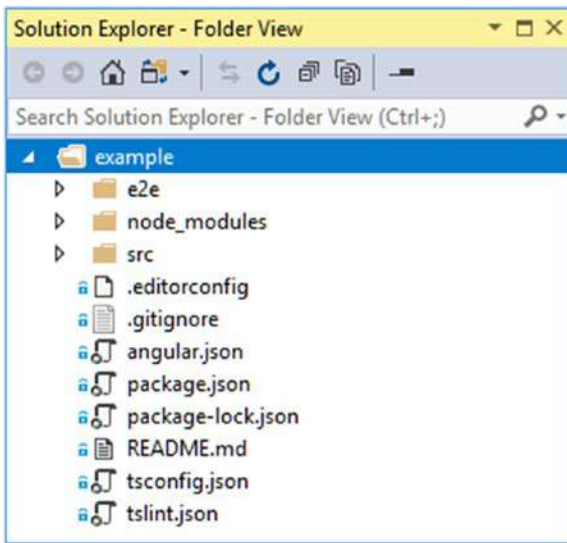 Solution Explorer - Folder View
Search Solution Explorer - Folder View (Ctrl+;)
example
e2e
node_modules
src
.editorconfig
.gitignore
angular.json
package.json
package-lock.json
README.md
tsconfig.json
tslint.json